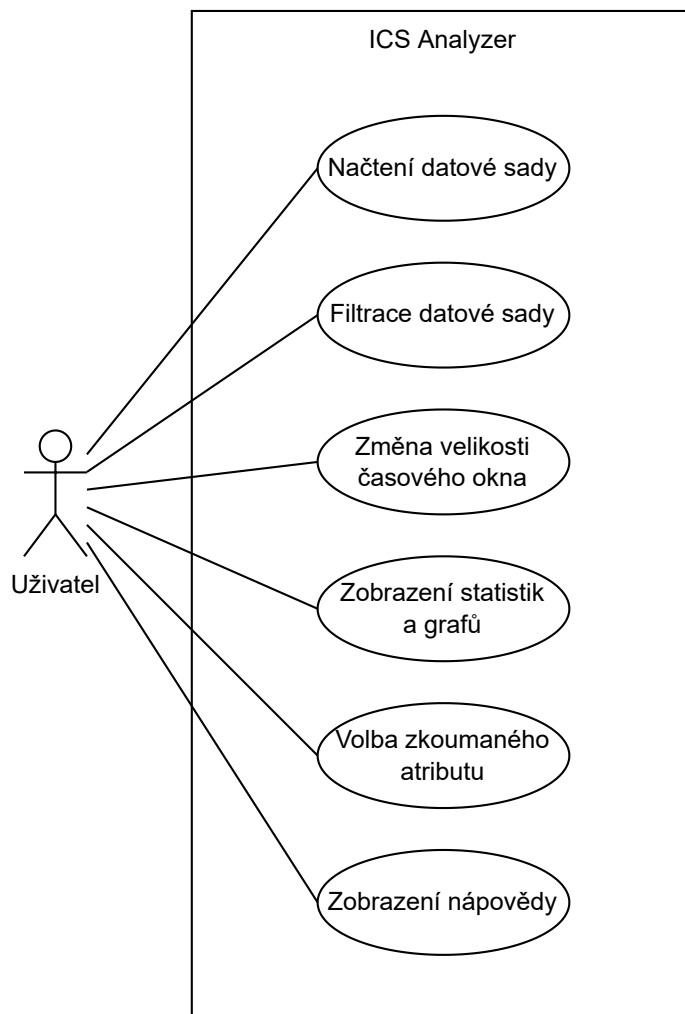 ICS Analyzer
Načtení datové sady
Filtrace datové sady
Změna velikosti
časového okna
Zobrazení statistik
a grafů
Uživatel
Volba zkoumaného
atributu
Zobrazení nápovědy